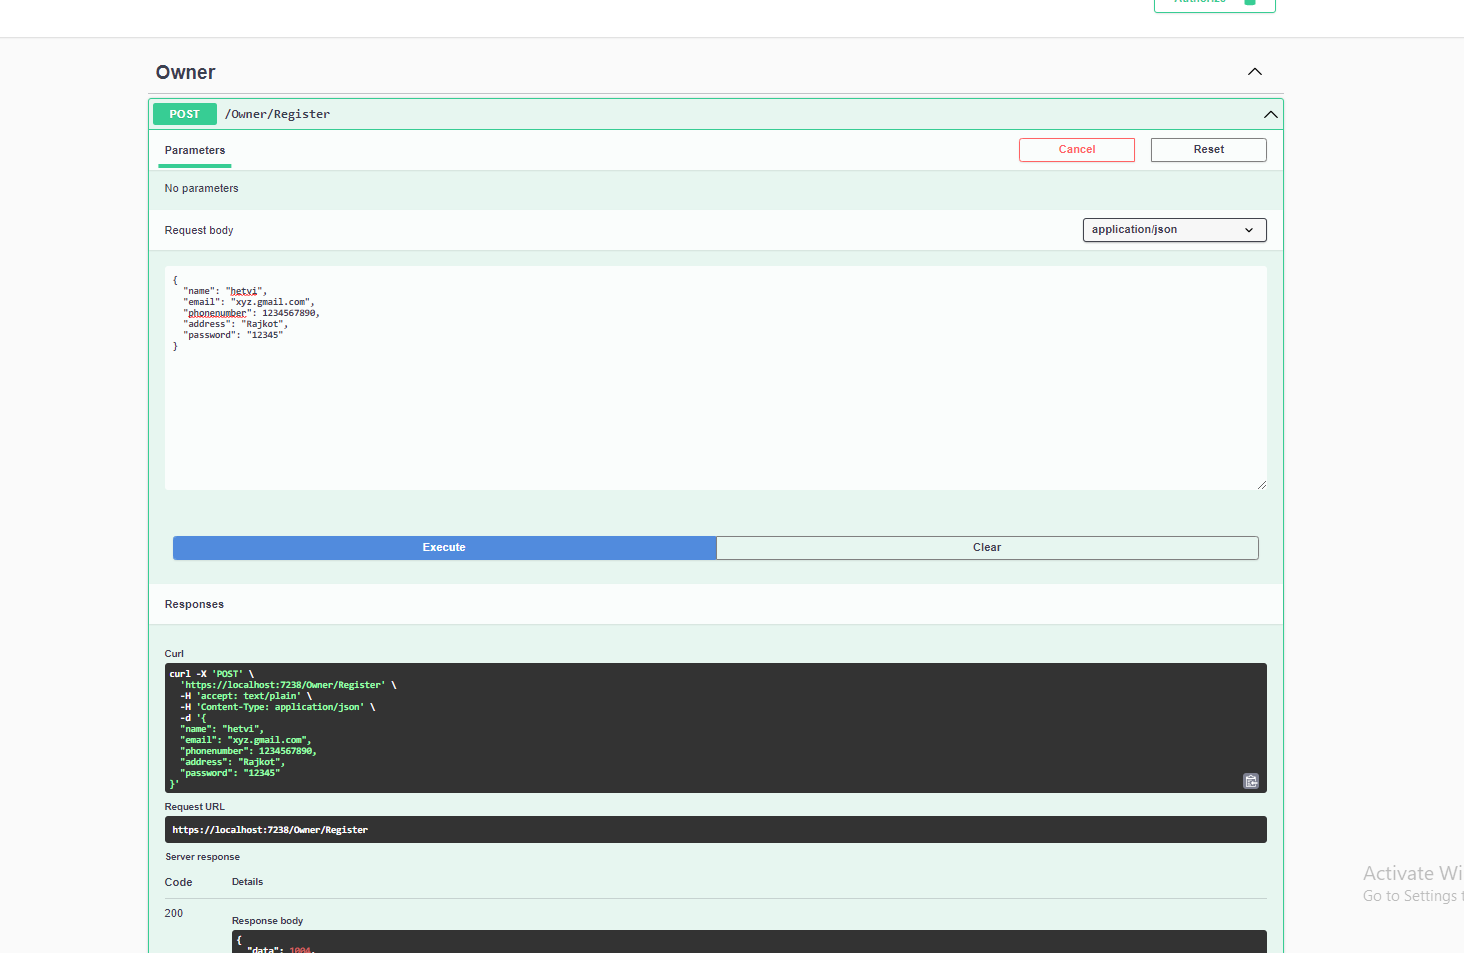 Authorize
Owner
POST /Owner/Register
Parameters
Cancel
Reset
No parameters
Request body
application/json
{
"name": "hetvi",
"email": "xyz.gmail.com",
"phonenumber": 1234567890,
"address": "Rajkot",
"password": "12345"
}
Execute
Clear
Responses
Curl
curl -X 'POST' \
'https://localhost:7238/Owner/Register' \
-H 'accept: text/plain' \
-H 'Content-Type: application/json' \
-d '{
"name": "hetvi",
"email": "xyz.gmail.com",
"phonenumber": 1234567890,
"address": "Rajkot",
"password": "12345"
}'
Request URL
https://localhost:7238/Owner/Register
Server response
Code Details
200
Response body
{
"data": 1004,
Activate Wi
Go to Settings t